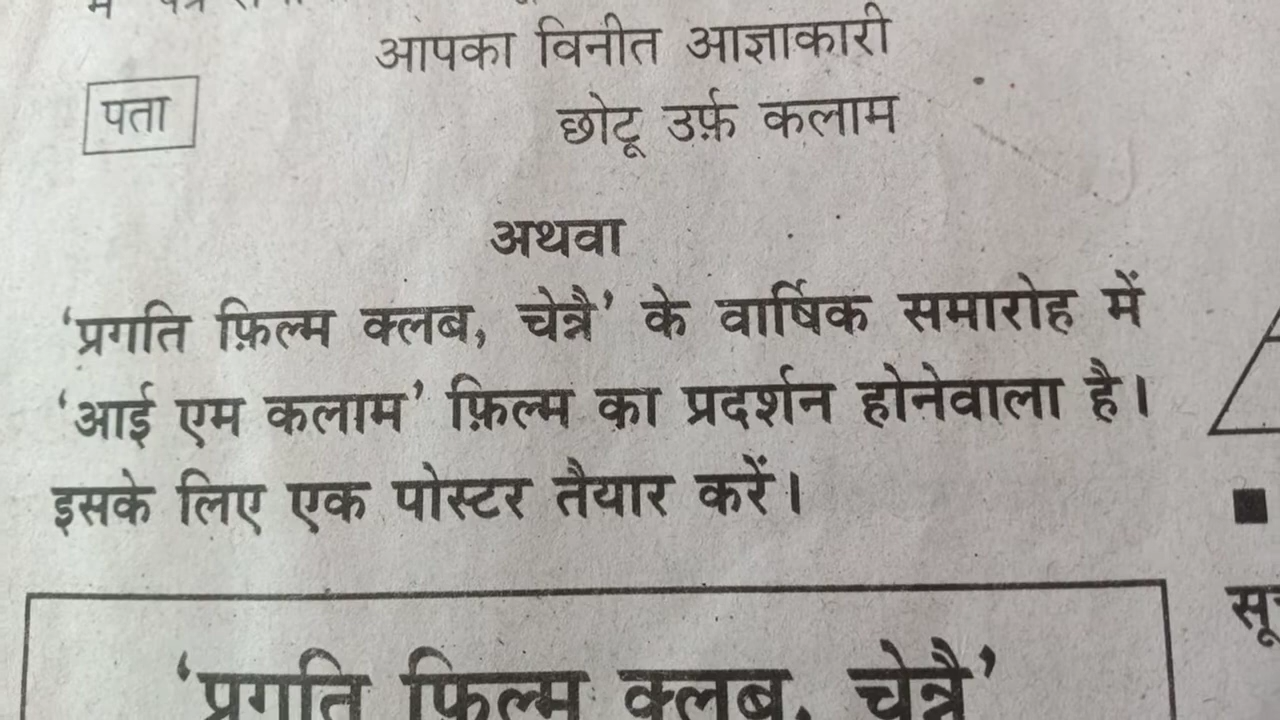 आपका विनीत आज्ञाकारी
पता
छोटू उर्फ़ कलाम
अथवा
‘प्रगति फ़िल्म क्लब, चेन्नै’ के वार्षिक समारोह में
‘आई एम कलाम’ फ़िल्म का प्रदर्शन होनेवाला है।
इसके लिए एक पोस्टर तैयार करें।
‘प्रगति फ़िल्म क्लब, चेन्नै’